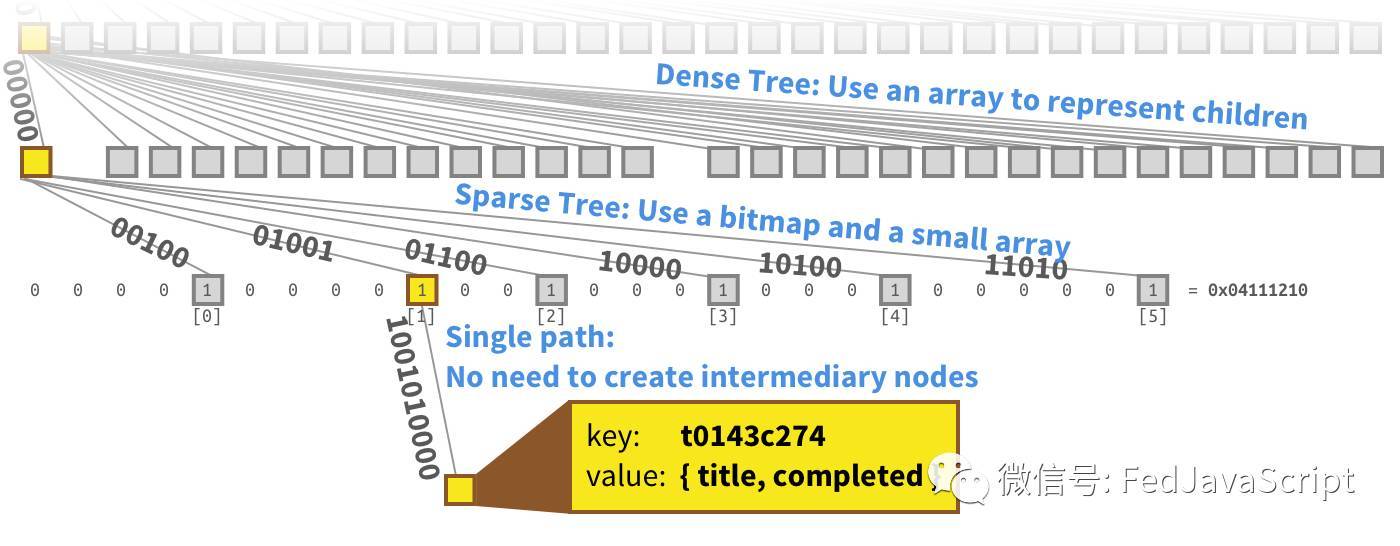 00000
Dense Tree: Use an array to represent children
Sparse Tree: Use a bitmap and a small array
00100 01001 01100 10000 10100 11010
0 0 0 0 1 0 0 0 0 1 0 0 1 0 0 0 1 0 0 0 1 0 0 0 0 0 1 = 0x04111210
[0] [1] [2] [3] [4] [5]
1001010000
Single path:
No need to create intermediary nodes
key: t0143c274
value: { title, completed }
微信号: FedJavaScript